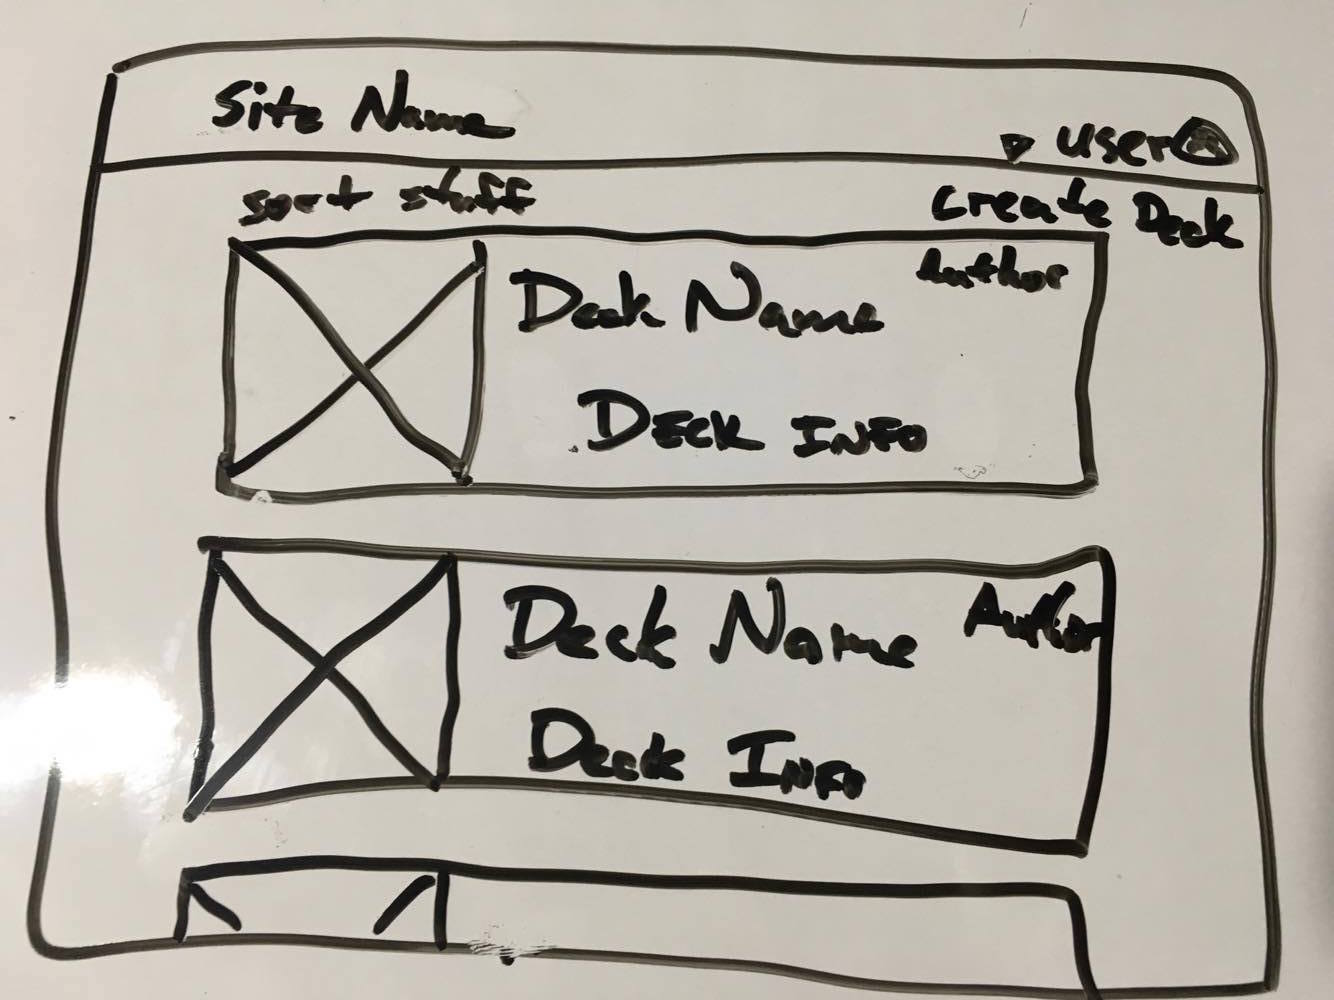 Site Name
user
sort stuff
Create Deck
Author
Deck Name
DECK INFO
Deck Name
Author
Deck INFO